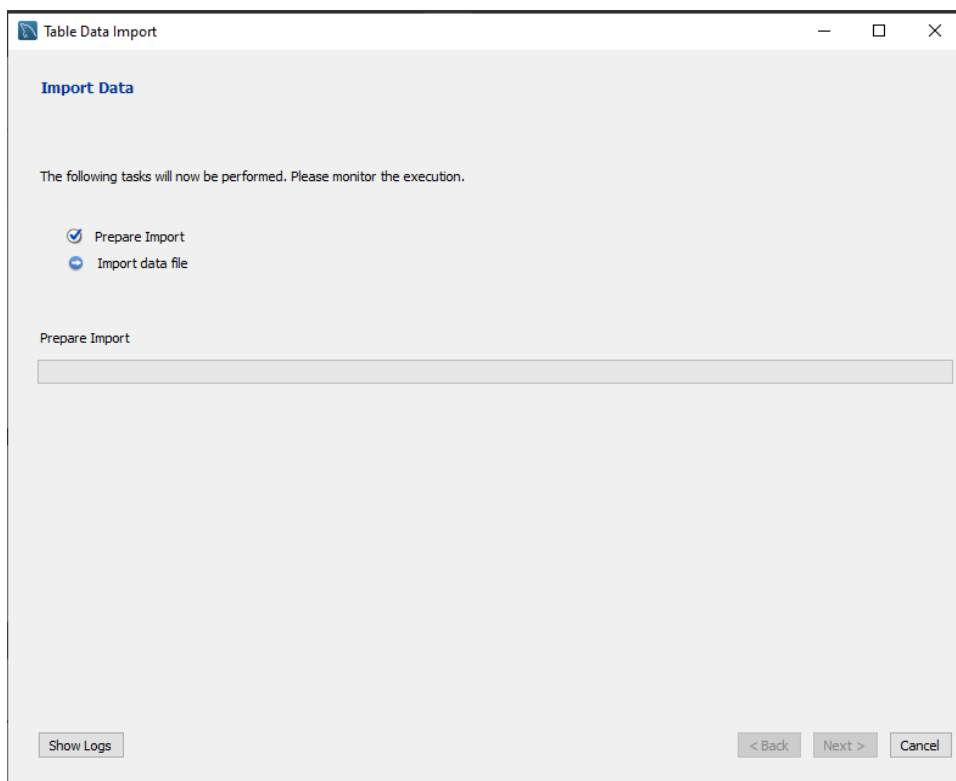 Table Data Import
Import Data
The following tasks will now be performed. Please monitor the execution.
Prepare Import
Import data file
Prepare Import
Show Logs
< Back
Next >
Cancel